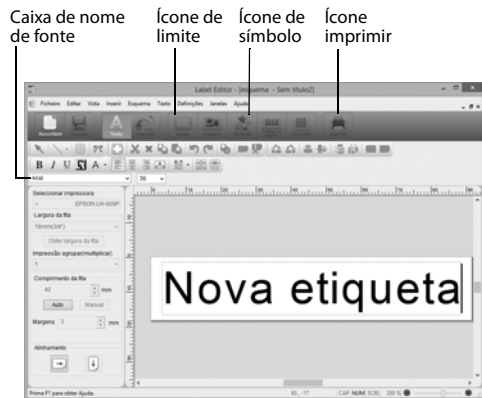 Caixa de nome
de fonte
Ícone de
limite
Ícone de
símbolo
Ícone
imprimir
Label Editor - [esquema - Sem título2]
Ficheiro Editar Vista Inserir Esquema Texto Definições Janelas Ajuda
Novo/Abrir
Texto
B I U A
Arial 36
Seleccionar impressora
EPSON LW-600P
Largura da fita
18mm(3/4")
Obter largura da fita
Impressão agrupar(multiplicar)
1
Comprimento da fita
42 mm
Auto Manual
Margens 3 mm
Alinhamento
Nova etiqueta
Prima F1 para obter Ajuda.
CAP NUM SCRL 200 %